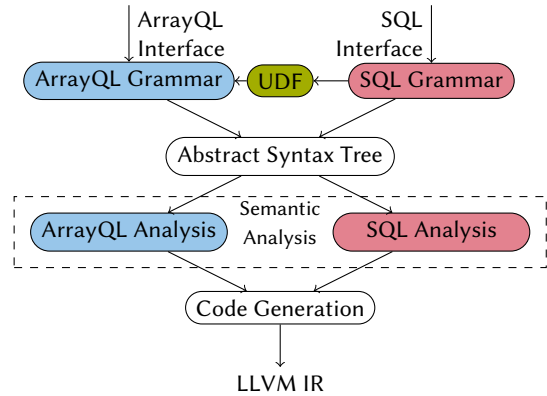 ArrayQL
Interface
SQL
Interface
ArrayQL Grammar
UDF
SQL Grammar
Abstract Syntax Tree
Semantic
Analysis
ArrayQL Analysis
SQL Analysis
Code Generation
LLVM IR